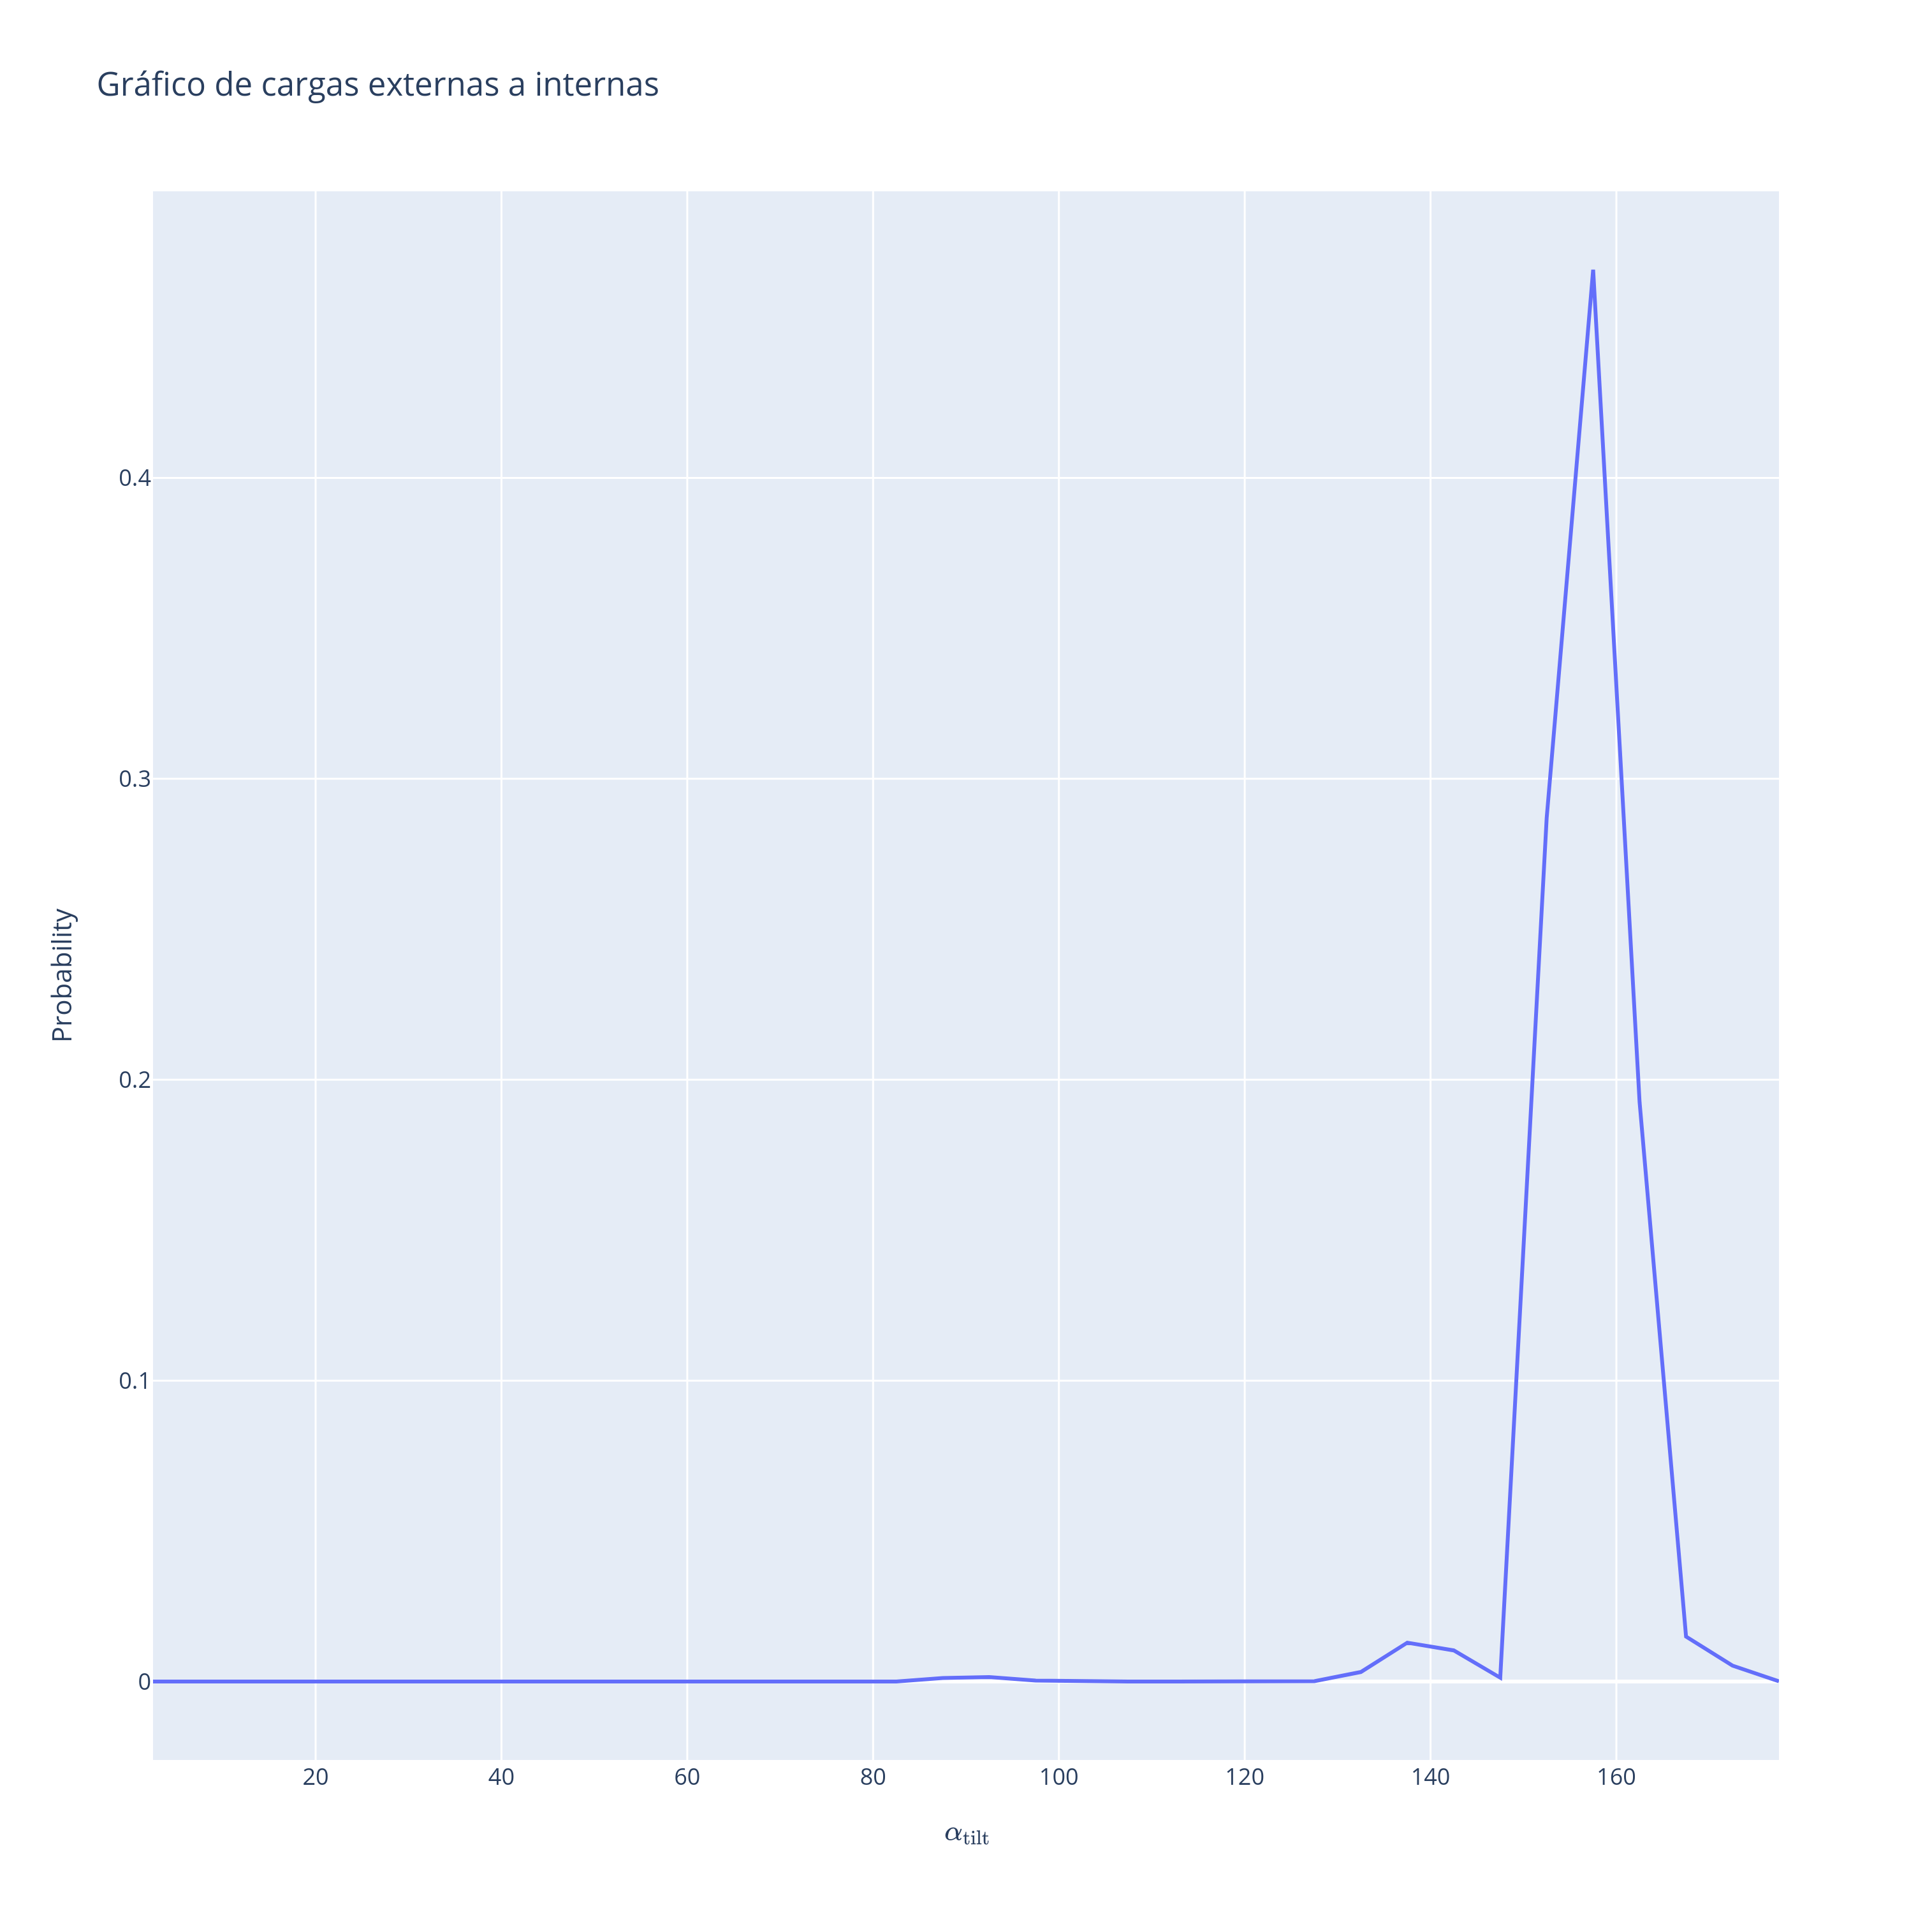 Gráfico de cargas externas a internas
Probability
0.4
0.3
0.2
0.1
0
20 40 60 80 100 120 140 160
α_tilt